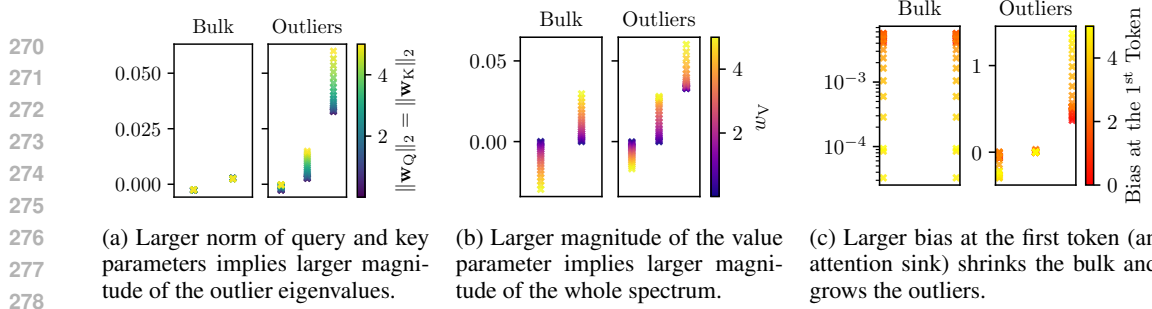 270
271
272
273
274
275
276
277
278
Bulk Outliers
0.050
0.025
0.000
4
2
‖w_Q‖₂ = ‖w_K‖₂
(a) Larger norm of query and key
parameters implies larger magni-
tude of the outlier eigenvalues.
Bulk Outliers
0.00
4
2
w_V
(b) Larger magnitude of the value
parameter implies larger magni-
tude of the whole spectrum.
Bulk Outliers
10⁻³
10⁻⁴
1
0
4
2
0
Bias at the 1st Token
(c) Larger bias at the first token (an
attention sink) shrinks the bulk and
grows the outliers.